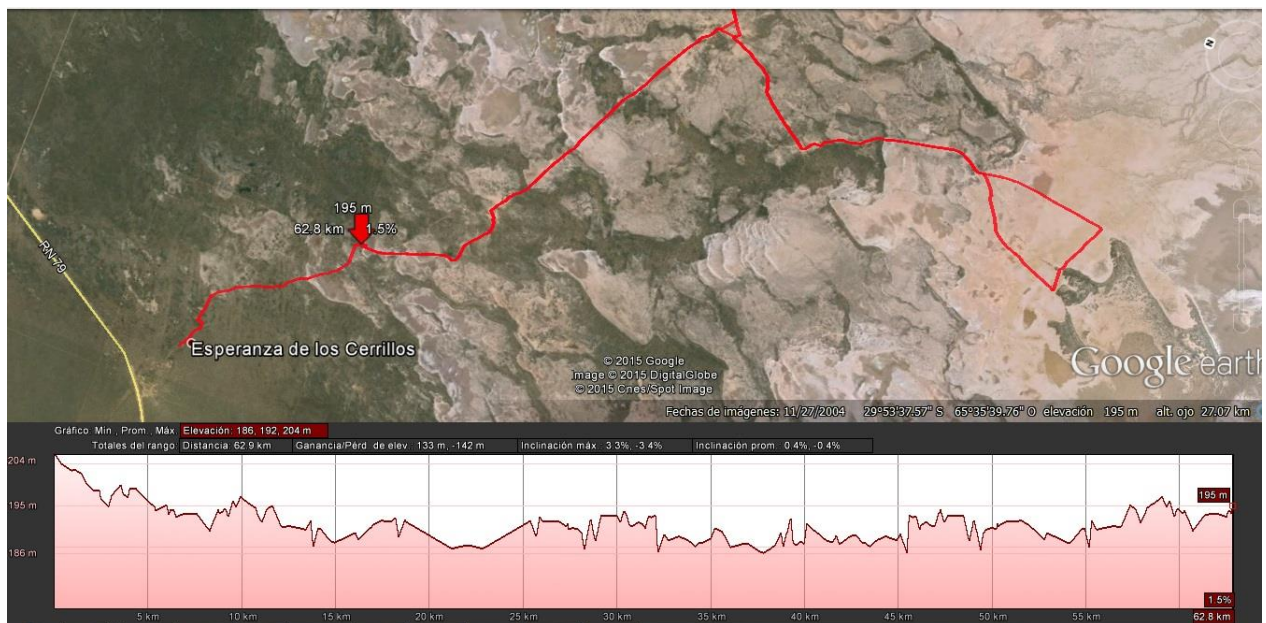 N
195 m
62.8 km 1.5%
RN 79
Esperanza de los Cerrillos
© 2015 Google
Image © 2015 DigitalGlobe
© 2015 Cnes/Spot Image
Google earth
Fechas de imágenes: 11/27/2004 29°53'37.57" S 65°35'39.76" O elevación 195 m alt. ojo 27.07 km
Gráfico Mín., Prom., Máx. Elevación: 186, 192, 204 m
Totales del rango: Distancia: 62.9 km Ganancia/Pérd. de elev.: 133 m, -142 m Inclinación máx.: 3.3%, -3.4% Inclinación prom.: 0.4%, -0.4%
204 m
195 m
195 m
186 m
1.5%
5 km 10 km 15 km 20 km 25 km 30 km 35 km 40 km 45 km 50 km 55 km 62.8 km